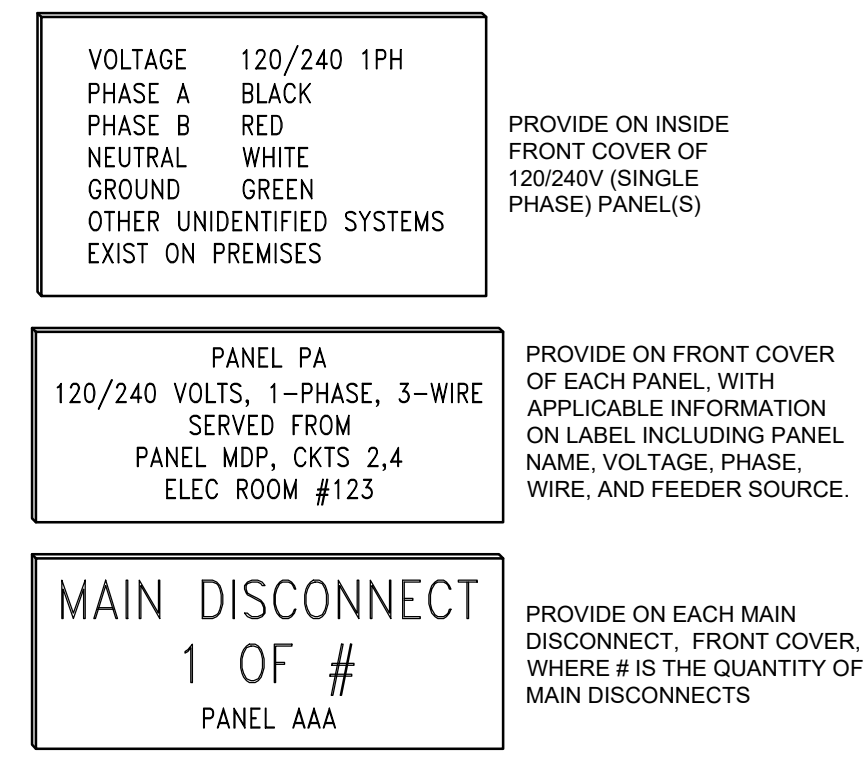 VOLTAGE 120/240 1PH
PHASE A BLACK
PHASE B RED
NEUTRAL WHITE
GROUND GREEN
OTHER UNIDENTIFIED SYSTEMS
EXIST ON PREMISES
PROVIDE ON INSIDE
FRONT COVER OF
120/240V (SINGLE
PHASE) PANEL(S)
PANEL PA
120/240 VOLTS, 1-PHASE, 3-WIRE
SERVED FROM
PANEL MDP, CKTS 2,4
ELEC ROOM #123
PROVIDE ON FRONT COVER
OF EACH PANEL, WITH
APPLICABLE INFORMATION
ON LABEL INCLUDING PANEL
NAME, VOLTAGE, PHASE,
WIRE, AND FEEDER SOURCE.
MAIN DISCONNECT
1 OF #
PANEL AAA
PROVIDE ON EACH MAIN
DISCONNECT, FRONT COVER,
WHERE # IS THE QUANTITY OF
MAIN DISCONNECTS